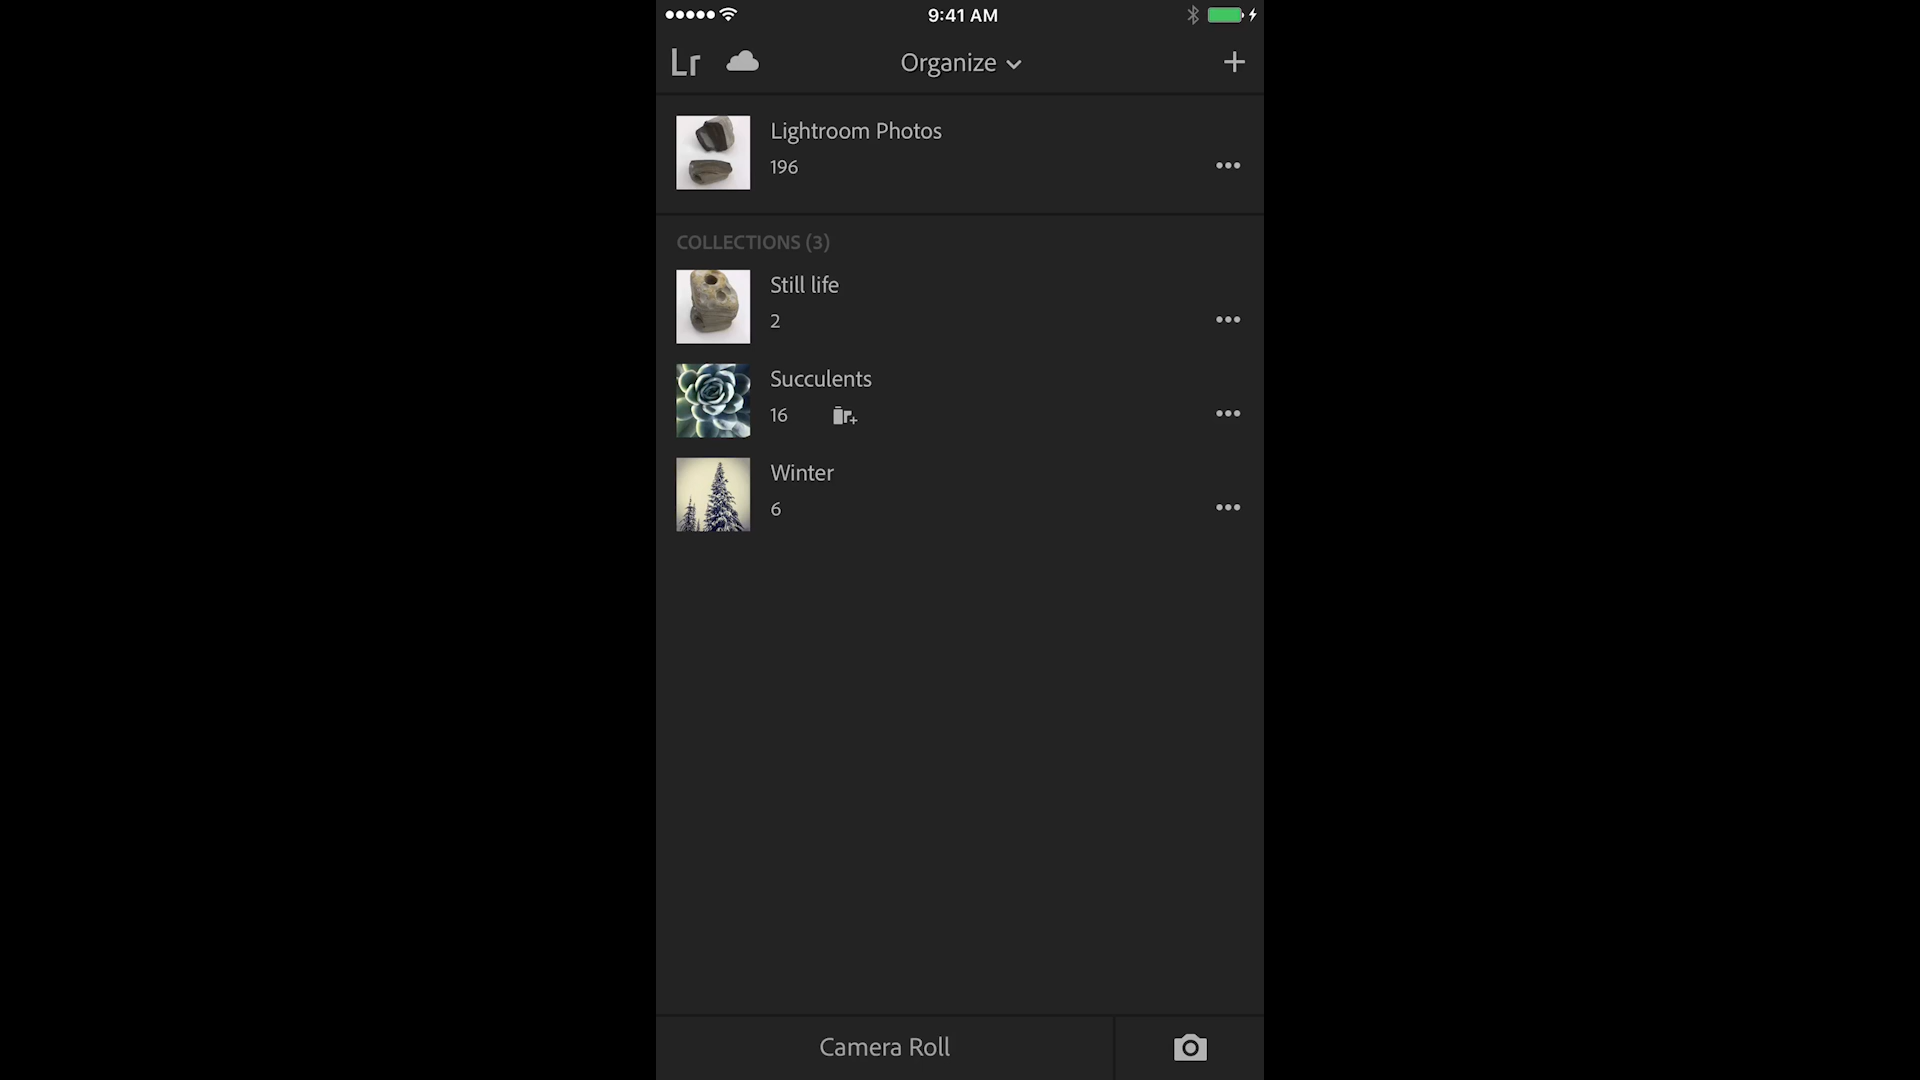 9:41 AM
Lr
Organize
Lightroom Photos
196
COLLECTIONS (3)
Still life
2
Succulents
16
Winter
6
Camera Roll